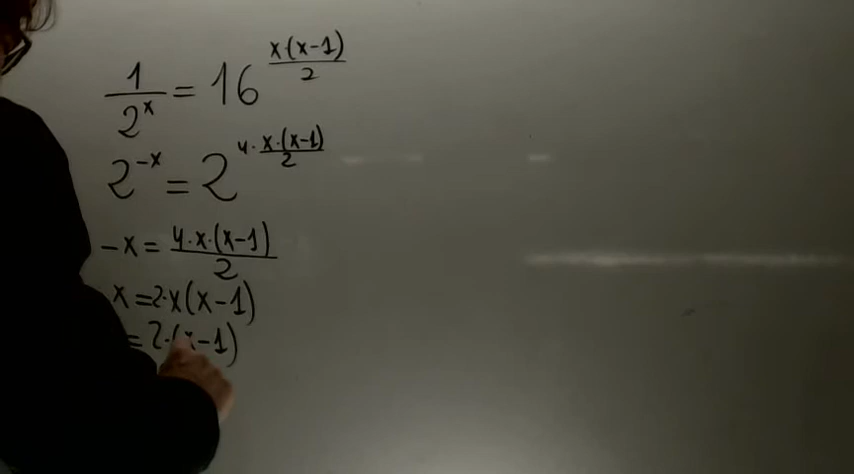 1/2^x = 16^(x·(x-1)/2)
2^-x = 2^(4·x·(x-1)/2)
-x = 4·x·(x-1)/2
x = 2·x(x-1)
= 2·(x-1)